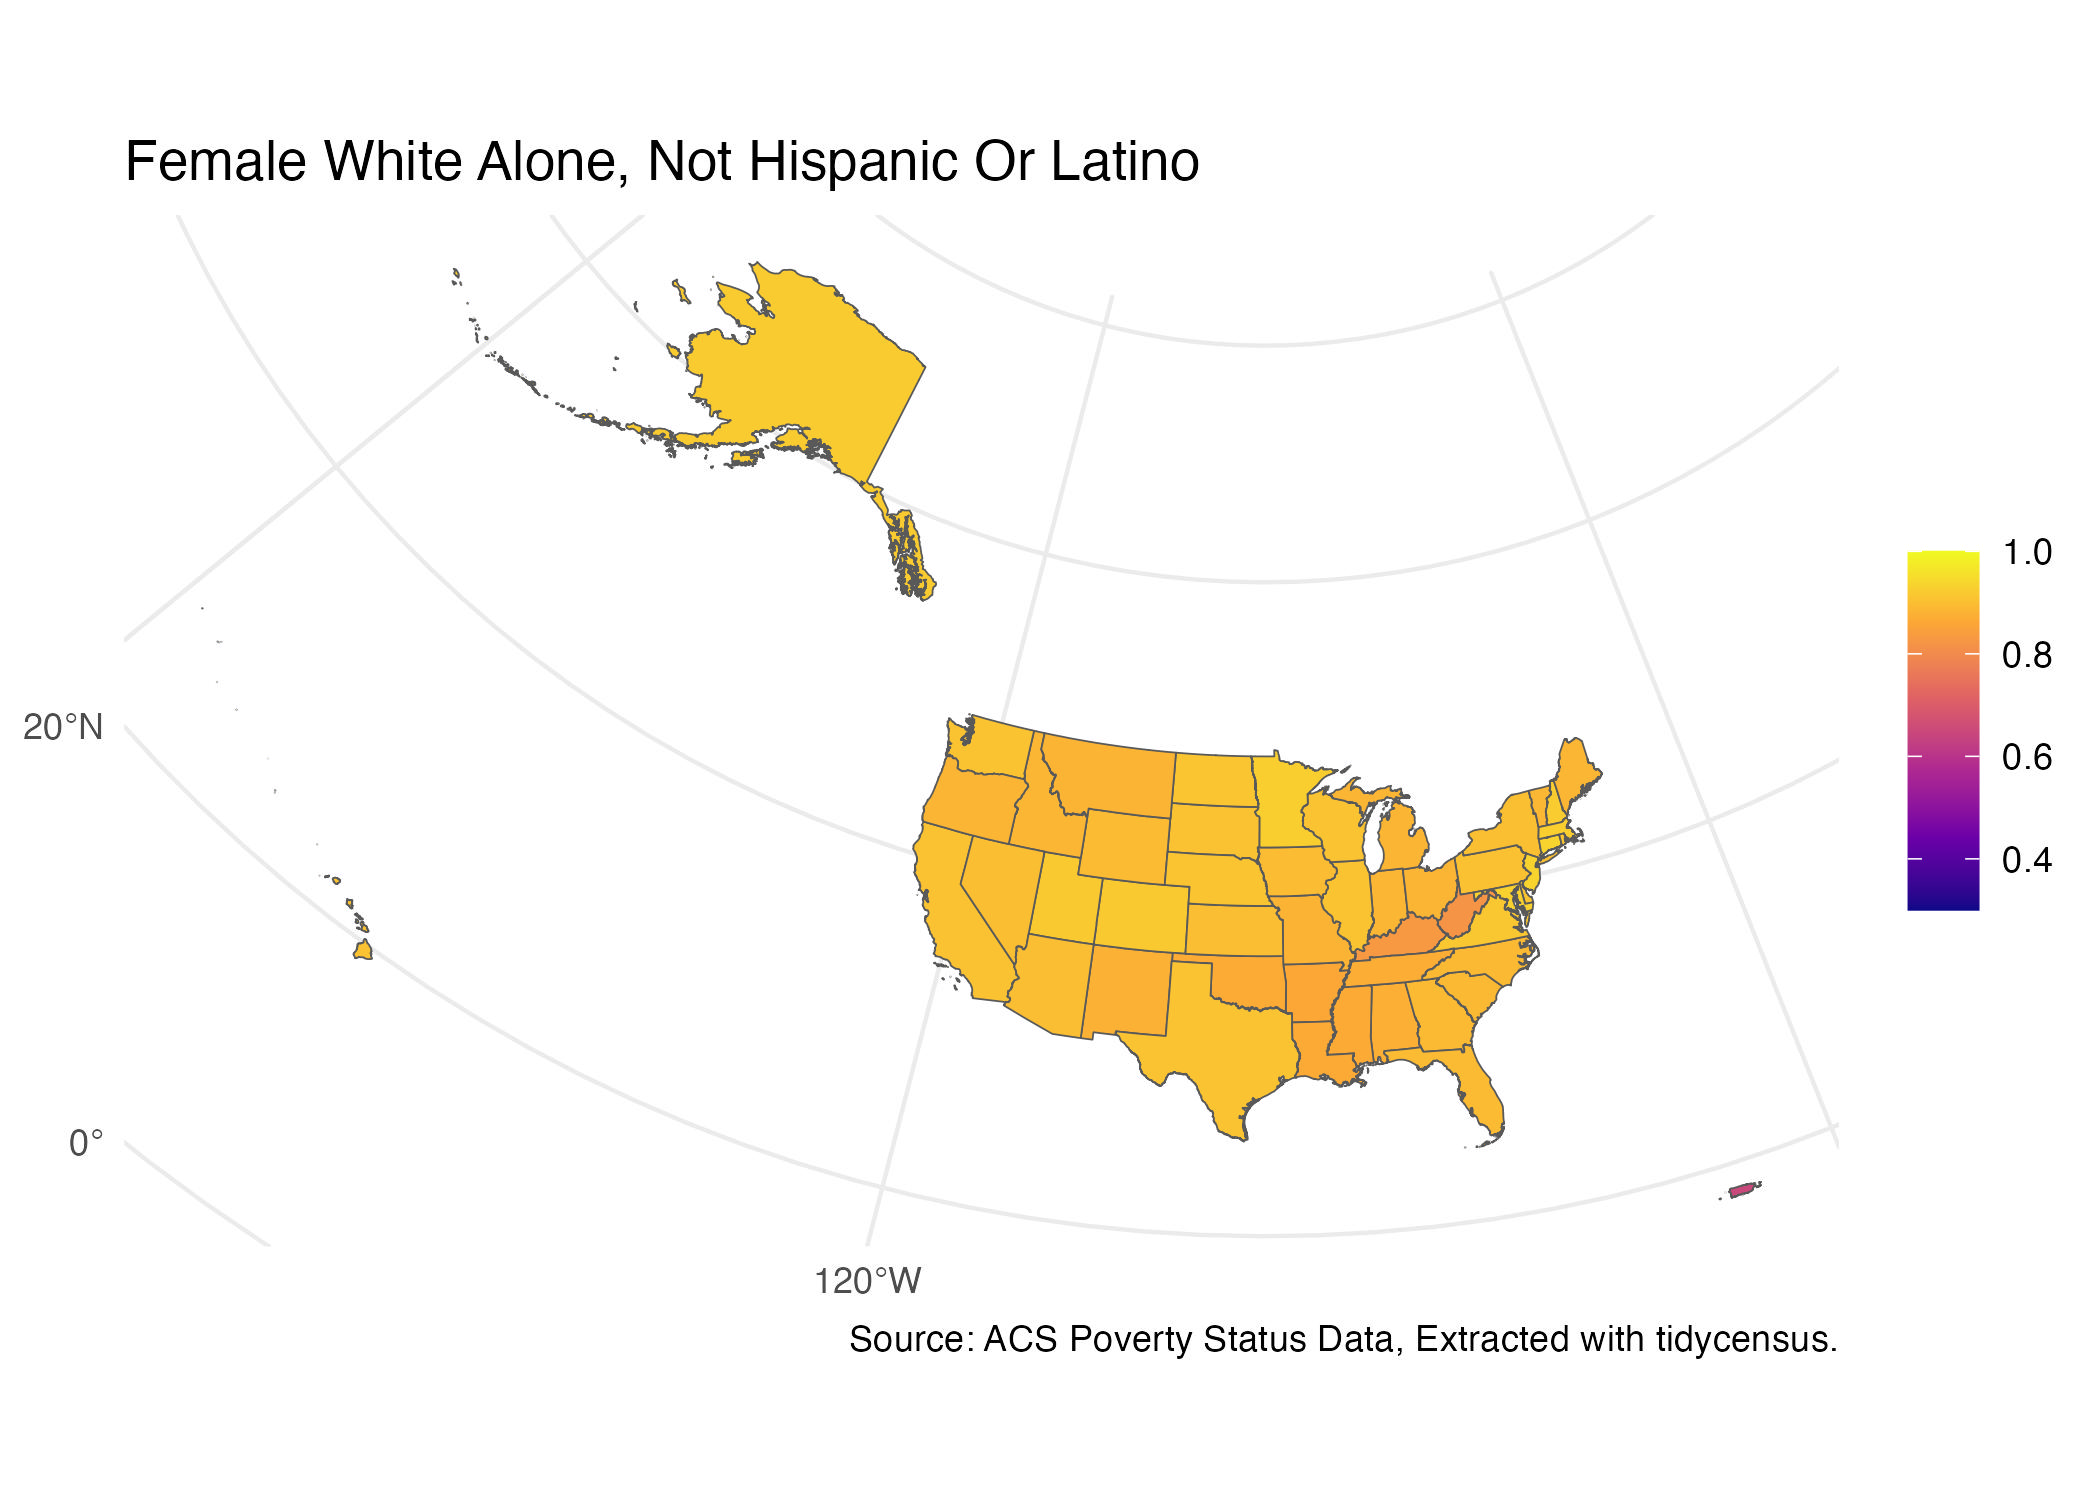 Female White Alone, Not Hispanic Or Latino
1.0
0.8
0.6
0.4
20°N
0°
120°W
Source: ACS Poverty Status Data, Extracted with tidycensus.